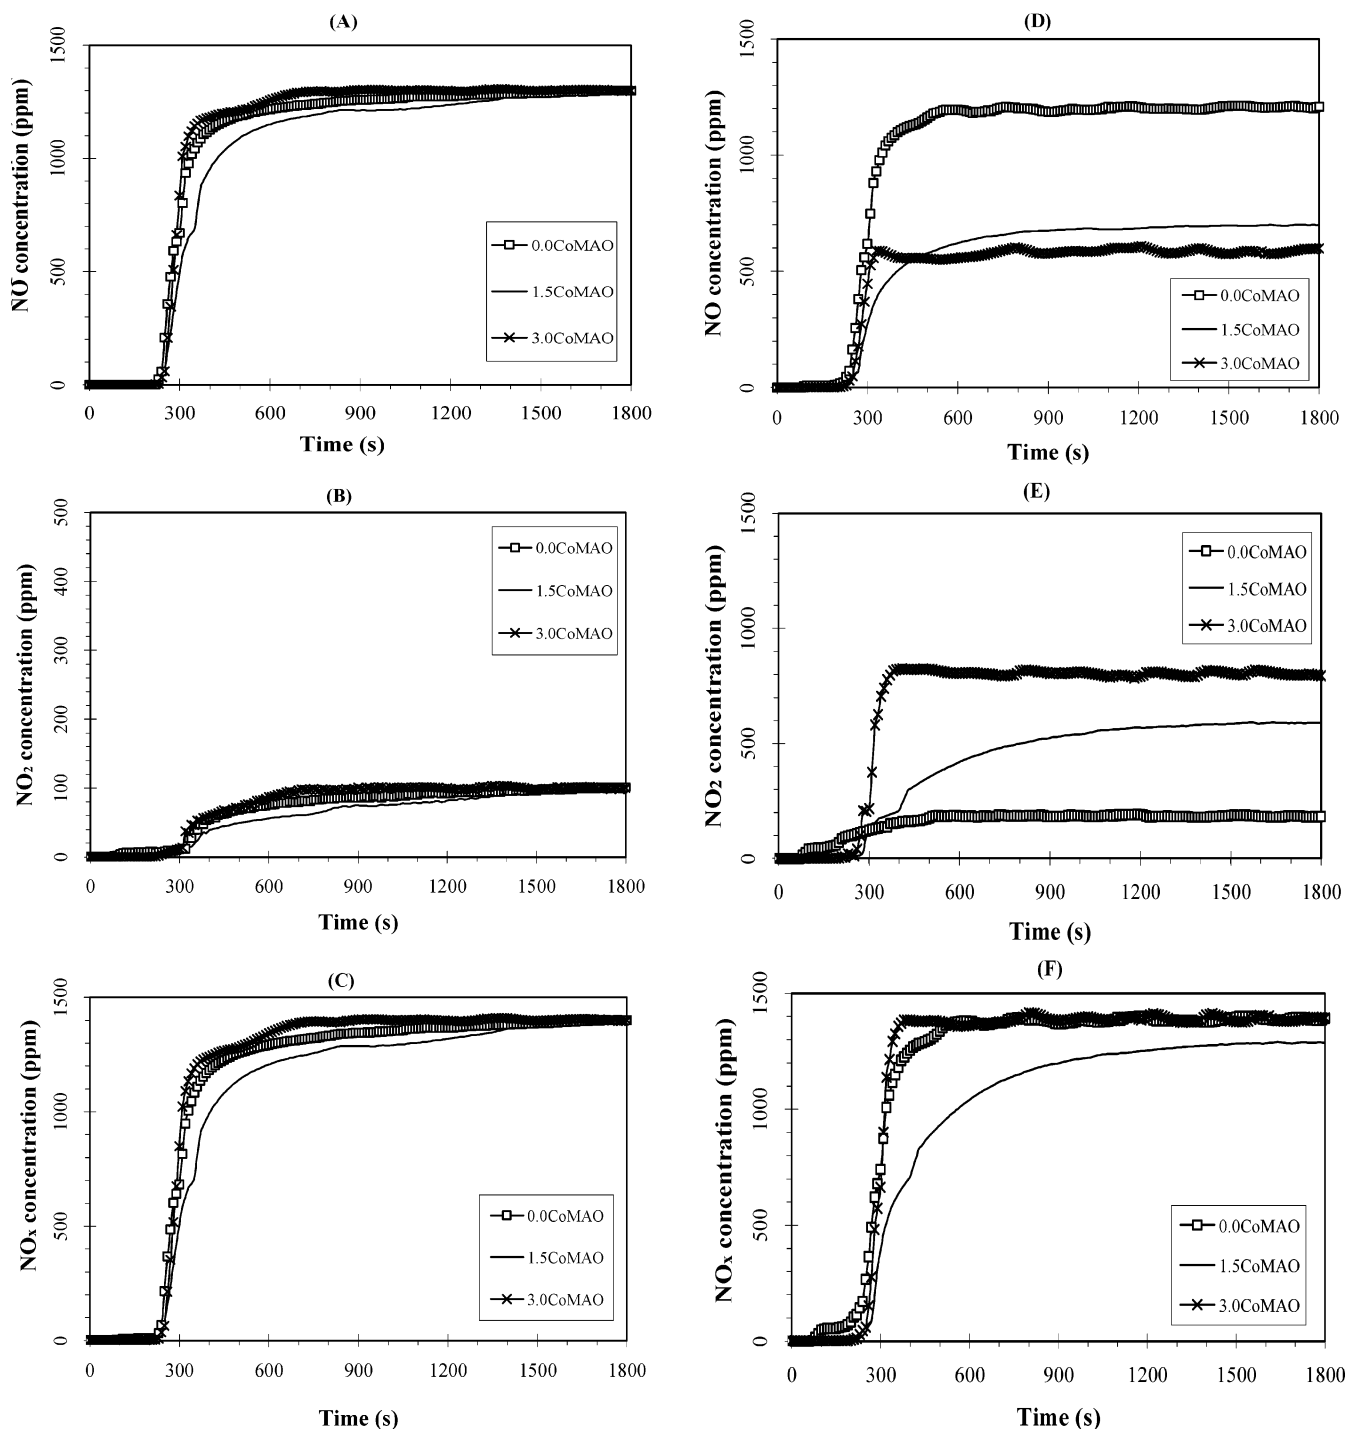 (A)
NO concentration (ppm)
1500
1000
500
0
0.0CoMAO
1.5CoMAO
3.0CoMAO
0 300 600 900 1200 1500 1800
Time (s)
(D)
NO concentration (ppm)
1500
1000
500
0
0.0CoMAO
1.5CoMAO
3.0CoMAO
0 300 600 900 1200 1500 1800
Time (s)
(B)
NO₂ concentration (ppm)
500
400
300
200
100
0
0.0CoMAO
1.5CoMAO
3.0CoMAO
0 300 600 900 1200 1500 1800
Time (s)
(E)
NO₂ concentration (ppm)
1500
1000
500
0
0.0CoMAO
1.5CoMAO
3.0CoMAO
0 300 600 900 1200 1500 1800
Time (s)
(C)
NOₓ concentration (ppm)
1500
1000
500
0
0.0CoMAO
1.5CoMAO
3.0CoMAO
0 300 600 900 1200 1500 1800
Time (s)
(F)
NOₓ concentration (ppm)
1500
1000
500
0
0.0CoMAO
1.5CoMAO
3.0CoMAO
0 300 600 900 1200 1500 1800
Time (s)